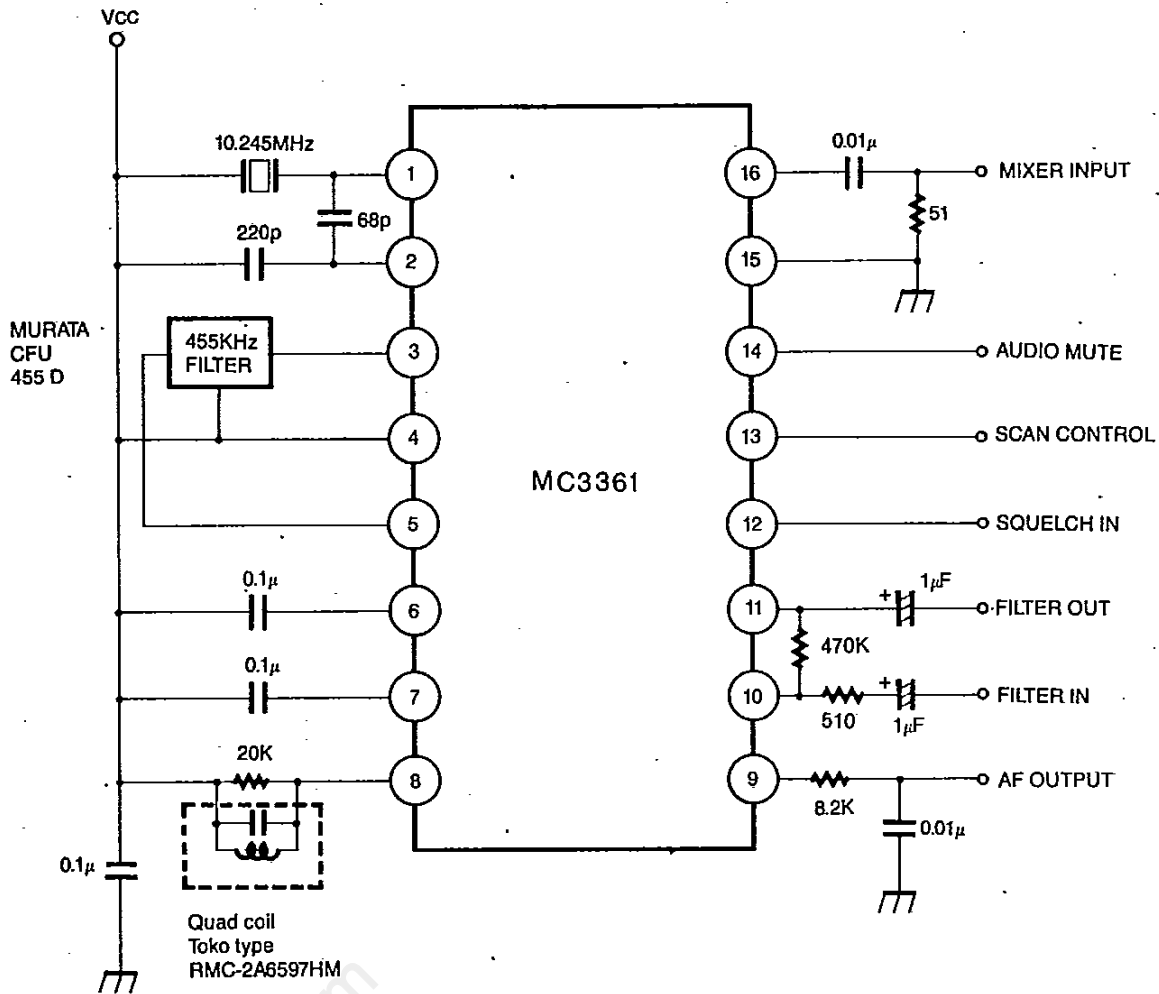 VCC
10.245MHz
68p
220p
MURATA
CFU
455 D
455KHz
FILTER
0.1μ
0.1μ
20K
0.1μ
Quad coil
Toko type
RMC-2A6597HM
1
2
3
4
5
6
7
8
MC3361
16
15
14
13
12
11
10
9
0.01μ
MIXER INPUT
51
AUDIO MUTE
SCAN CONTROL
SQUELCH IN
+
1μF
FILTER OUT
470K
+
FILTER IN
510
1μF
AF OUTPUT
8.2K
0.01μ